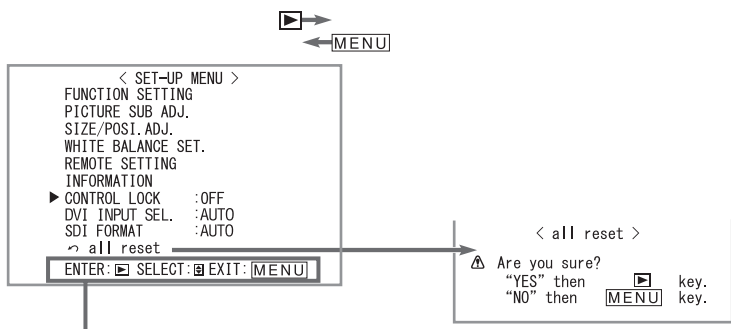 MENU
< SET-UP MENU >
FUNCTION SETTING
PICTURE SUB ADJ.
SIZE/POSI.ADJ.
WHITE BALANCE SET.
REMOTE SETTING
INFORMATION
CONTROL LOCK :OFF
DVI INPUT SEL. :AUTO
SDI FORMAT :AUTO
all reset
ENTER: SELECT: EXIT: MENU
< all reset >
Are you sure?
“YES” then key.
“NO” then MENU key.